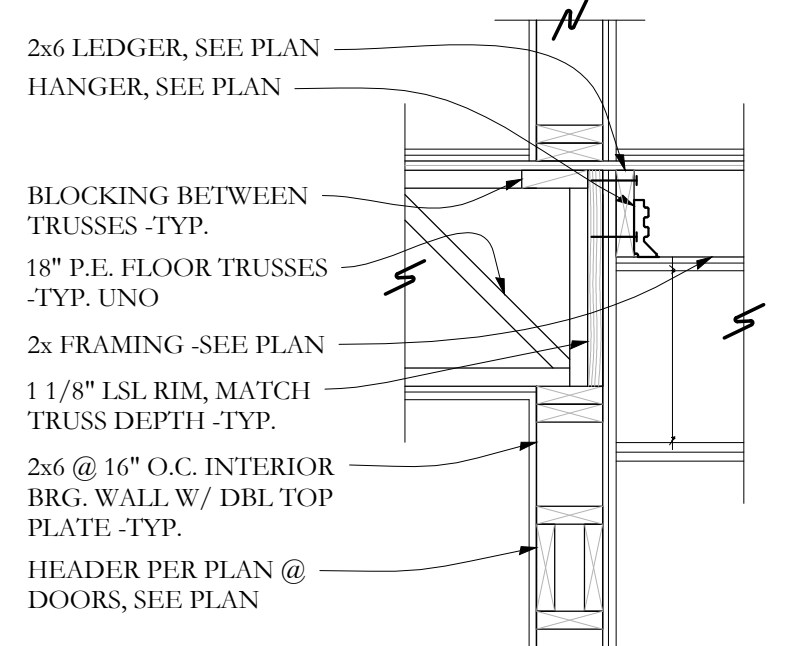 2x6 LEDGER, SEE PLAN
HANGER, SEE PLAN
BLOCKING BETWEEN
TRUSSES -TYP.
18" P.E. FLOOR TRUSSES
-TYP. UNO
2x FRAMING -SEE PLAN
1 1/8" LSL RIM, MATCH
TRUSS DEPTH -TYP.
2x6 @ 16" O.C. INTERIOR
BRG. WALL W/ DBL TOP
PLATE -TYP.
HEADER PER PLAN @
DOORS, SEE PLAN